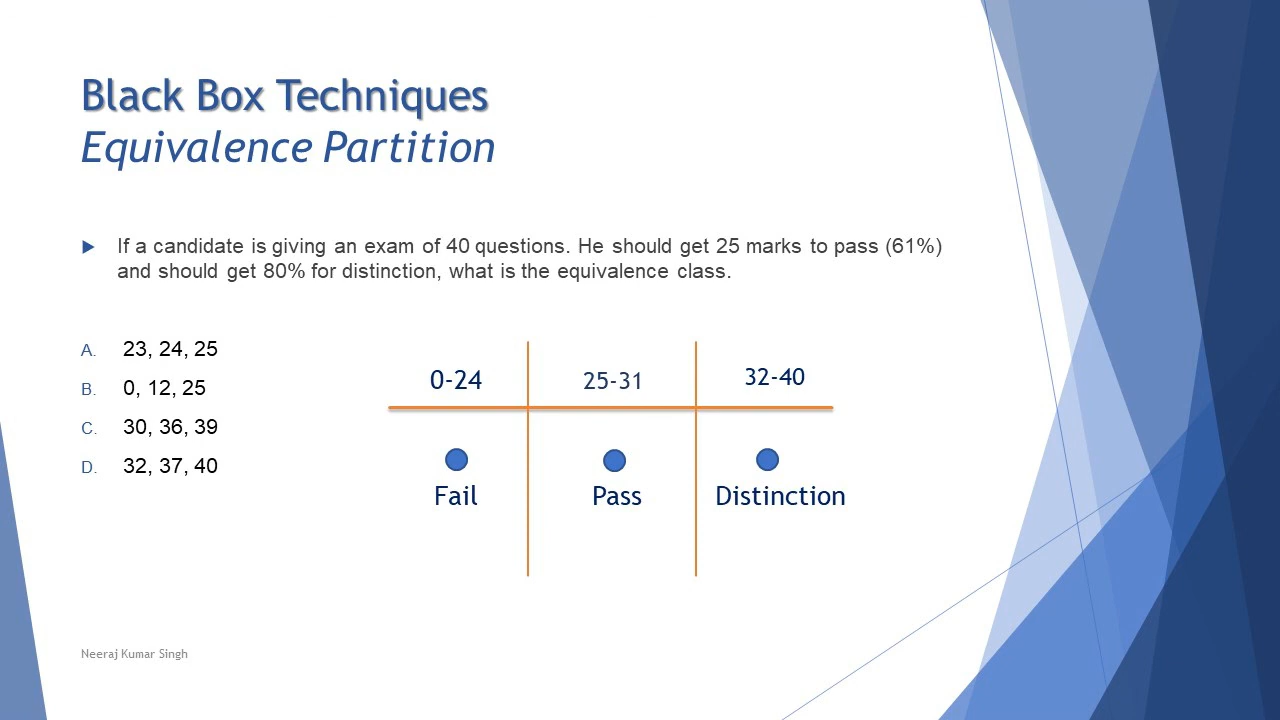 Black Box Techniques
Equivalence Partition
If a candidate is giving an exam of 40 questions. He should get 25 marks to pass (61%)
and should get 80% for distinction, what is the equivalence class.
A. 23, 24, 25
B. 0, 12, 25
C. 30, 36, 39
D. 32, 37, 40
0-24 25-31 32-40
Fail Pass Distinction
Neeraj Kumar Singh